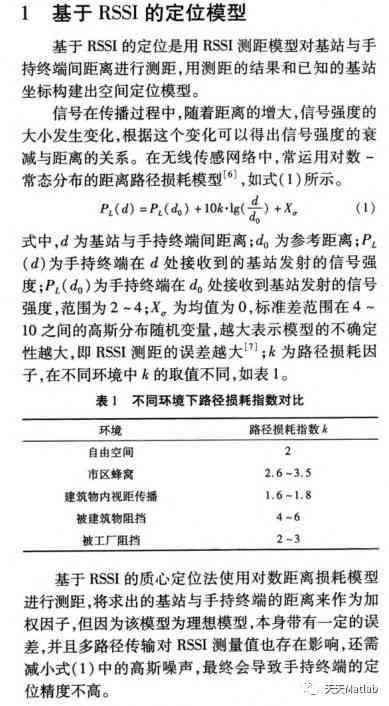 1 基于 RSSI 的定位模型
基于 RSSI 的定位是用 RSSI 测距模型对基站与手
持终端间距离进行测距,用测距的结果和已知的基站
坐标构建出空间定位模型。
信号在传播过程中,随着距离的增大,信号强度的
大小发生变化,根据这个变化可以得出信号强度的衰
减与距离的关系。在无线传感网络中,常运用对数-
常态分布的距离路径损耗模型[6],如式(1)所示。
P_L(d) = P_L(d_0) + 10k·lg(d/d_0) + X_σ (1)
式中,d 为基站与手持终端间距离;d_0 为参考距离;P_L
(d)为手持终端在 d 处接收到的基站发射的信号强
度;P_L(d_0)为手持终端在 d_0 处接收到基站发射的信号
强度,范围为 2~4;X_σ 为均值为 0,标准差范围在 4~
10 之间的高斯分布随机变量,越大表示模型的不确定
性越大,即 RSSI 测距的误差越大[7];k 为路径损耗因
子,在不同环境中 k 的取值不同,如表 1。
表 1 不同环境下路径损耗指数对比
环境 路径损耗指数 k
自由空间 2
市区蜂窝 2.6~3.5
建筑物内视距传播 1.6~1.8
被建筑物阻挡 4~6
被工厂阻挡 2~3
基于 RSSI 的质心定位法使用对数距离损耗模型
进行测距,将求出的基站与手持终端的距离来作为加
权因子,但因为该模型为理想模型,本身带有一定的误
差,并且多路径传输对 RSSI 测量值也存在影响,还需
减小式(1)中的高斯噪声,最终会导致手持终端的定
位精度不高。
天天Matlab